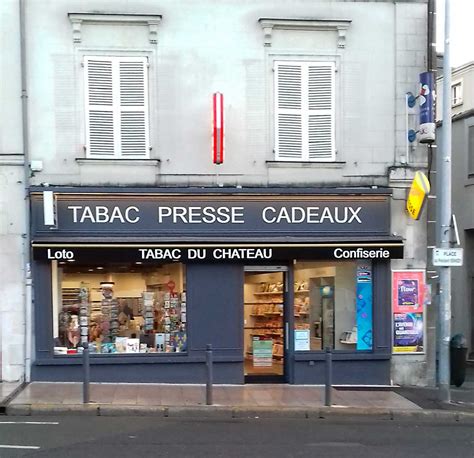 TABAC PRESSE CADEAUX
Loto TABAC DU CHATEAU Confiserie
PLACE